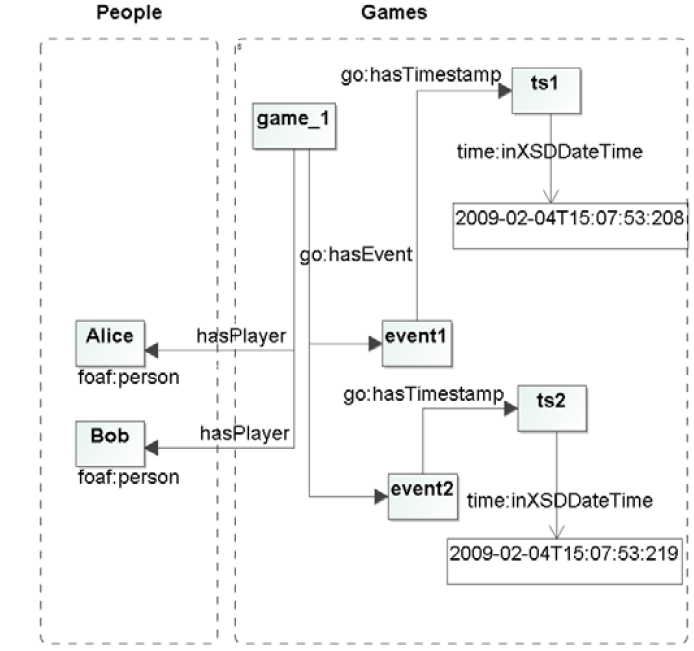 People
Games
go:hasTimestamp
ts1
game_1
time:inXSDDateTime
2009-02-04T15:07:53:208
go:hasEvent
Alice
hasPlayer
event1
foaf:person
go:hasTimestamp
ts2
Bob
hasPlayer
foaf:person
event2
time:inXSDDateTime
2009-02-04T15:07:53:219